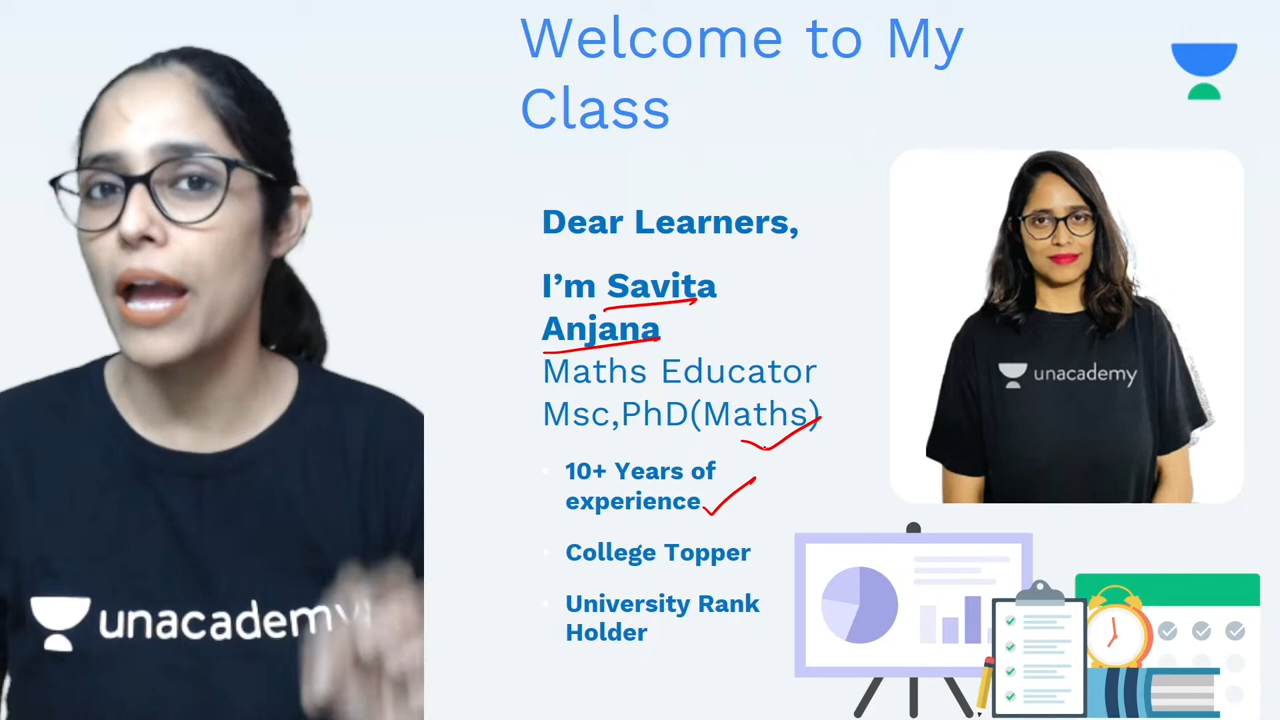 Welcome to My
Class
Dear Learners,
I’m Savita
Anjana
Maths Educator
Msc,PhD(Maths)
10+ Years of
experience
College Topper
University Rank
Holder
unacademy
unacademy